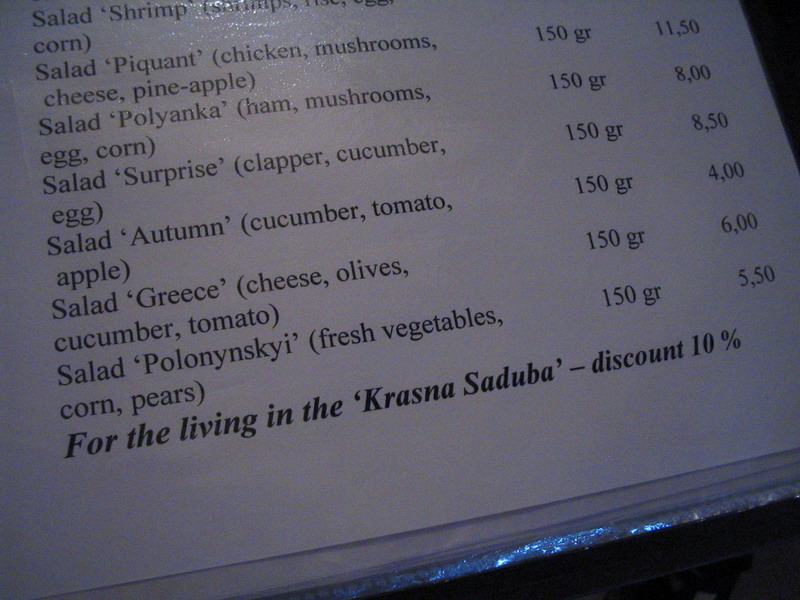 Salad ‘Shrimp’ (shrimps, rise, egg,
corn)
Salad ‘Piquant’ (chicken, mushrooms, 150 gr 11,50
cheese, pine-apple)
Salad ‘Polyanka’ (ham, mushrooms, 150 gr 8,00
egg, corn)
Salad ‘Surprise’ (clapper, cucumber, 150 gr 8,50
egg)
Salad ‘Autumn’ (cucumber, tomato, 150 gr 4,00
apple)
Salad ‘Greece’ (cheese, olives, 150 gr 6,00
cucumber, tomato)
Salad ‘Polonynskyi’ (fresh vegetables, 150 gr 5,50
corn, pears)
For the living in the ‘Krasna Saduba’ – discount 10 %